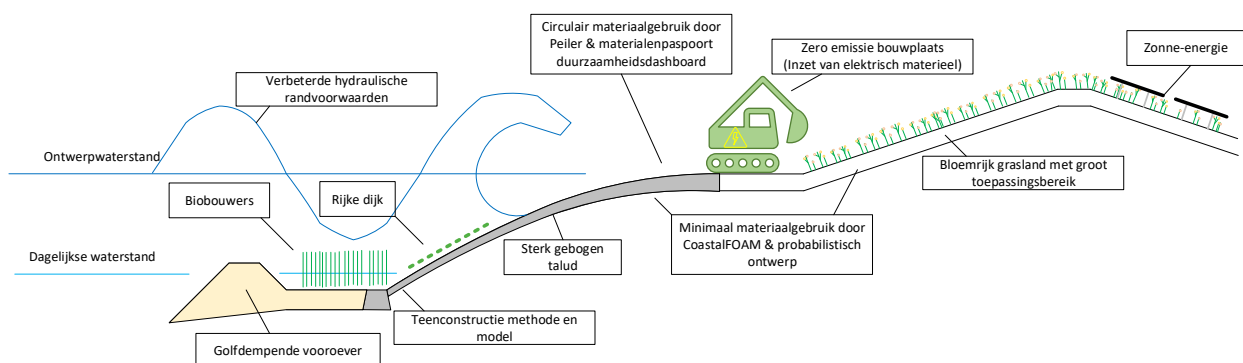 Circulair materiaalgebruik door
Peiler & materialenpaspoort
duurzaamheidsdashboard
Zero emissie bouwplaats
(Inzet van elektrisch materieel)
Zonne-energie
Verbeterde hydraulische
randvoorwaarden
Ontwerpwaterstand
Bloemrijk grasland met groot
toepassingsbereik
Biobouwers
Rijke dijk
Minimaal materiaalgebruik door
CoastalFOAM & probabilistisch
ontwerp
Sterk gebogen
talud
Dagelijkse waterstand
Teenconstructie methode en
model
Golfdempende vooroever